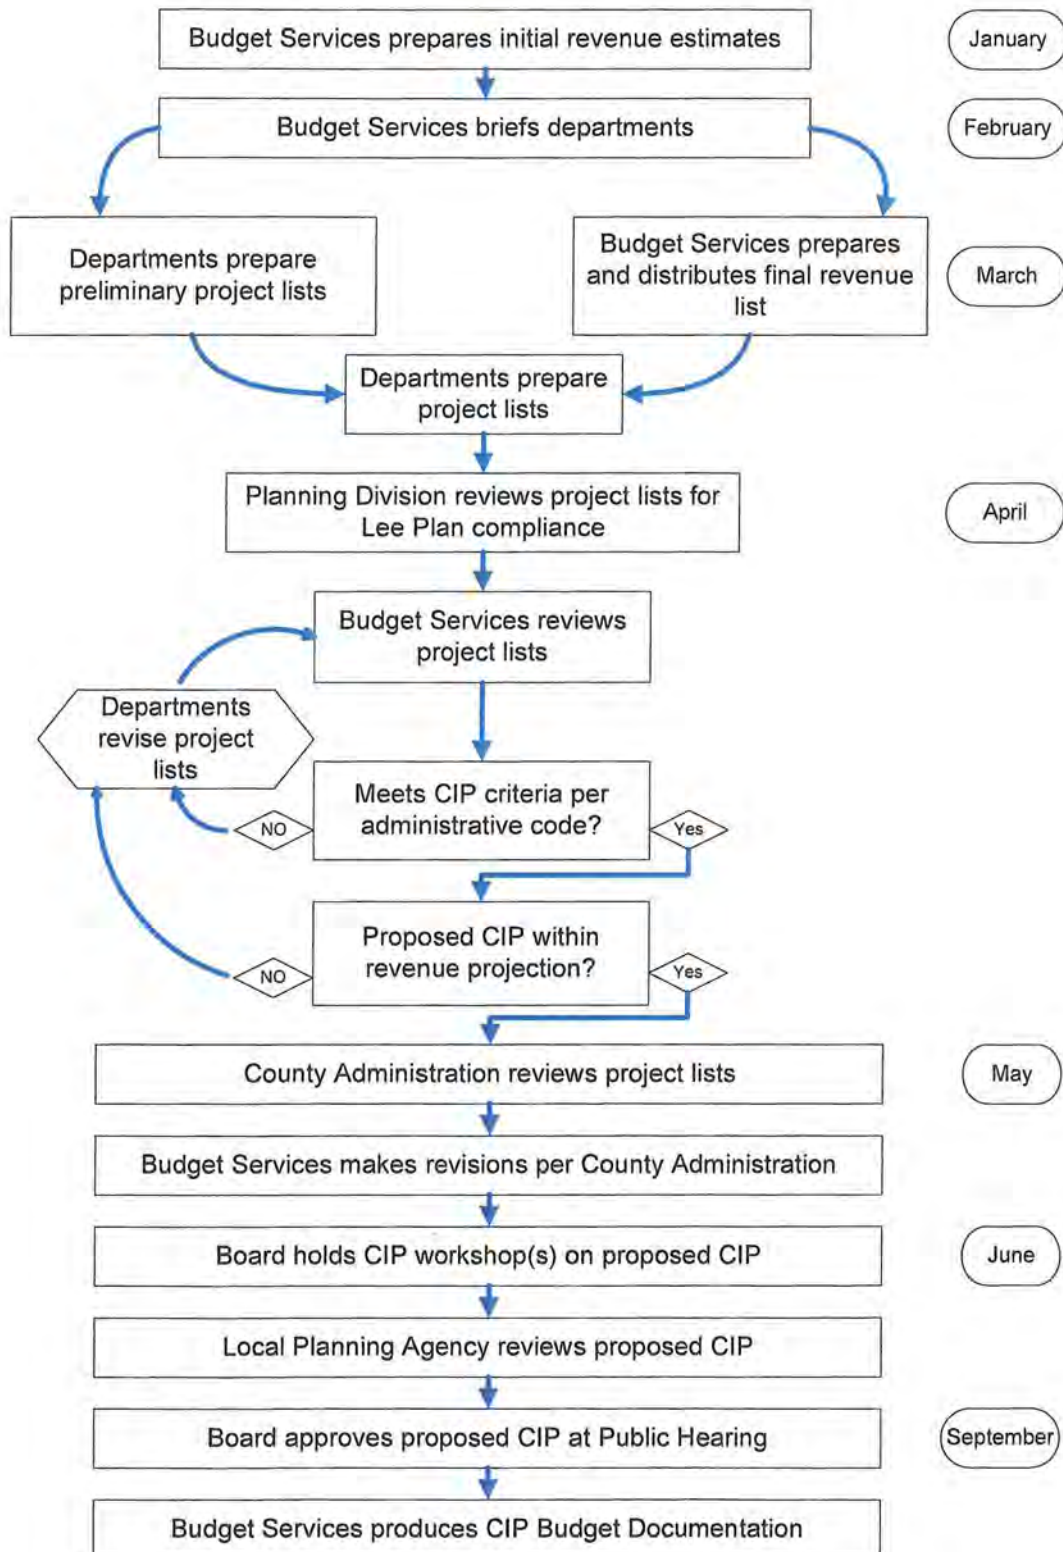 Budget Services prepares initial revenue estimates
January
Budget Services briefs departments
February
Departments prepare
preliminary project lists
Budget Services prepares
and distributes final revenue
list
March
Departments prepare
project lists
Planning Division reviews project lists for
Lee Plan compliance
April
Budget Services reviews
project lists
Departments
revise project
lists
Meets CIP criteria per
administrative code?
NO
Yes
Proposed CIP within
revenue projection?
NO
Yes
County Administration reviews project lists
May
Budget Services makes revisions per County Administration
Board holds CIP workshop(s) on proposed CIP
June
Local Planning Agency reviews proposed CIP
Board approves proposed CIP at Public Hearing
September
Budget Services produces CIP Budget Documentation